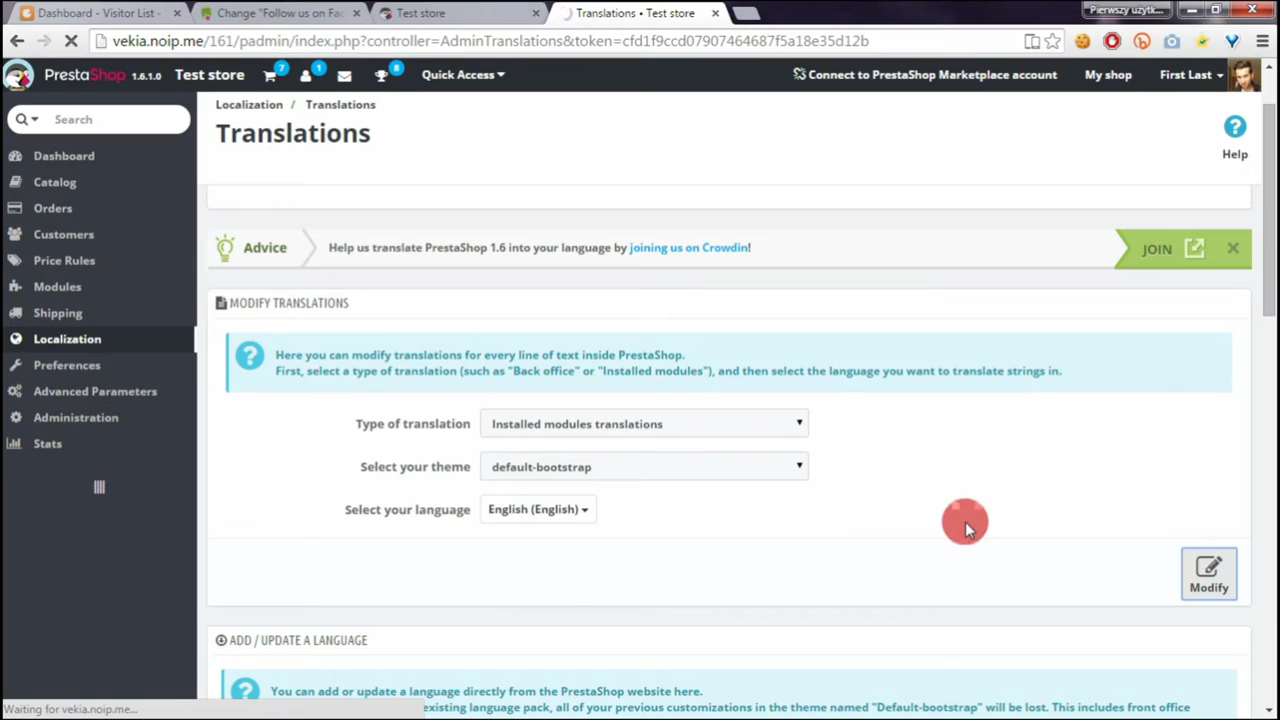 Dashboard - Visitor List -
Change "Follow us on Fac
Test store
Translations • Test store
Pierwszy uzytk...
vekia.noip.me/161/padmin/index.php?controller=AdminTranslations&token=cfd1f9ccd07907464687f5a18e35d12b
PrestaShop 1.6.1.0 Test store 7 1 8 Quick Access Connect to PrestaShop Marketplace account My shop First Last
Search
Dashboard
Catalog
Orders
Customers
Price Rules
Modules
Shipping
Localization
Preferences
Advanced Parameters
Administration
Stats
Localization / Translations
Translations
Help
Advice
Help us translate PrestaShop 1.6 into your language by joining us on Crowdin!
JOIN
MODIFY TRANSLATIONS
Here you can modify translations for every line of text inside PrestaShop.
First, select a type of translation (such as "Back office" or "Installed modules"), and then select the language you want to translate strings in.
Type of translation Installed modules translations
Select your theme default-bootstrap
Select your language English (English)
Modify
ADD / UPDATE A LANGUAGE
You can add or update a language directly from the PrestaShop website here.
existing language pack, all of your previous customizations in the theme named "Default-bootstrap" will be lost. This includes front office
Waiting for vekia.noip.me...